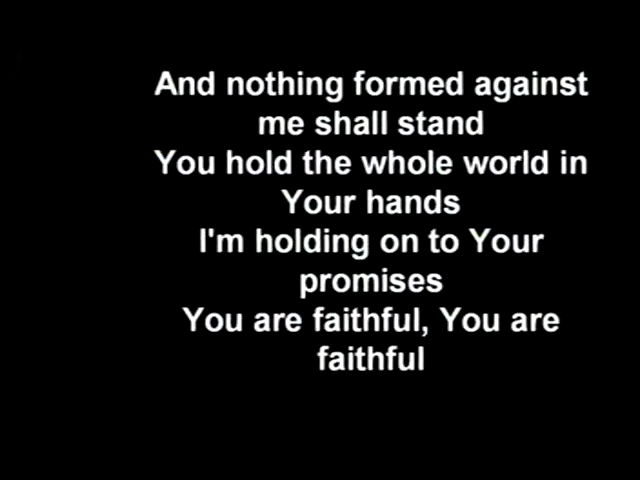 And nothing formed against
me shall stand
You hold the whole world in
Your hands
I'm holding on to Your
promises
You are faithful, You are
faithful